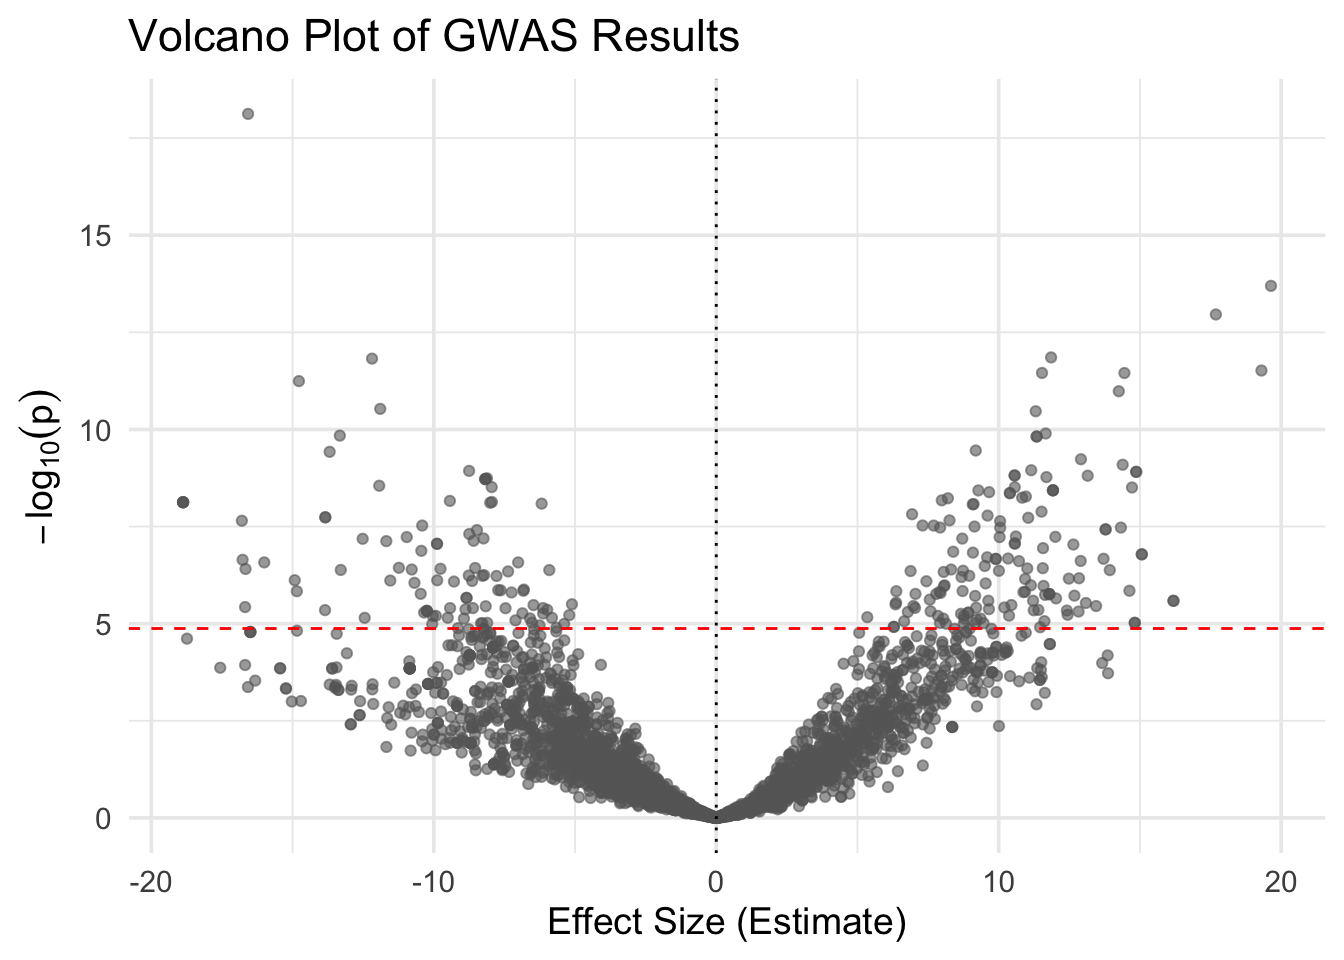 Volcano Plot of GWAS Results
15
10
5
0
−log₁₀(p)
-20 -10 0 10 20
Effect Size (Estimate)